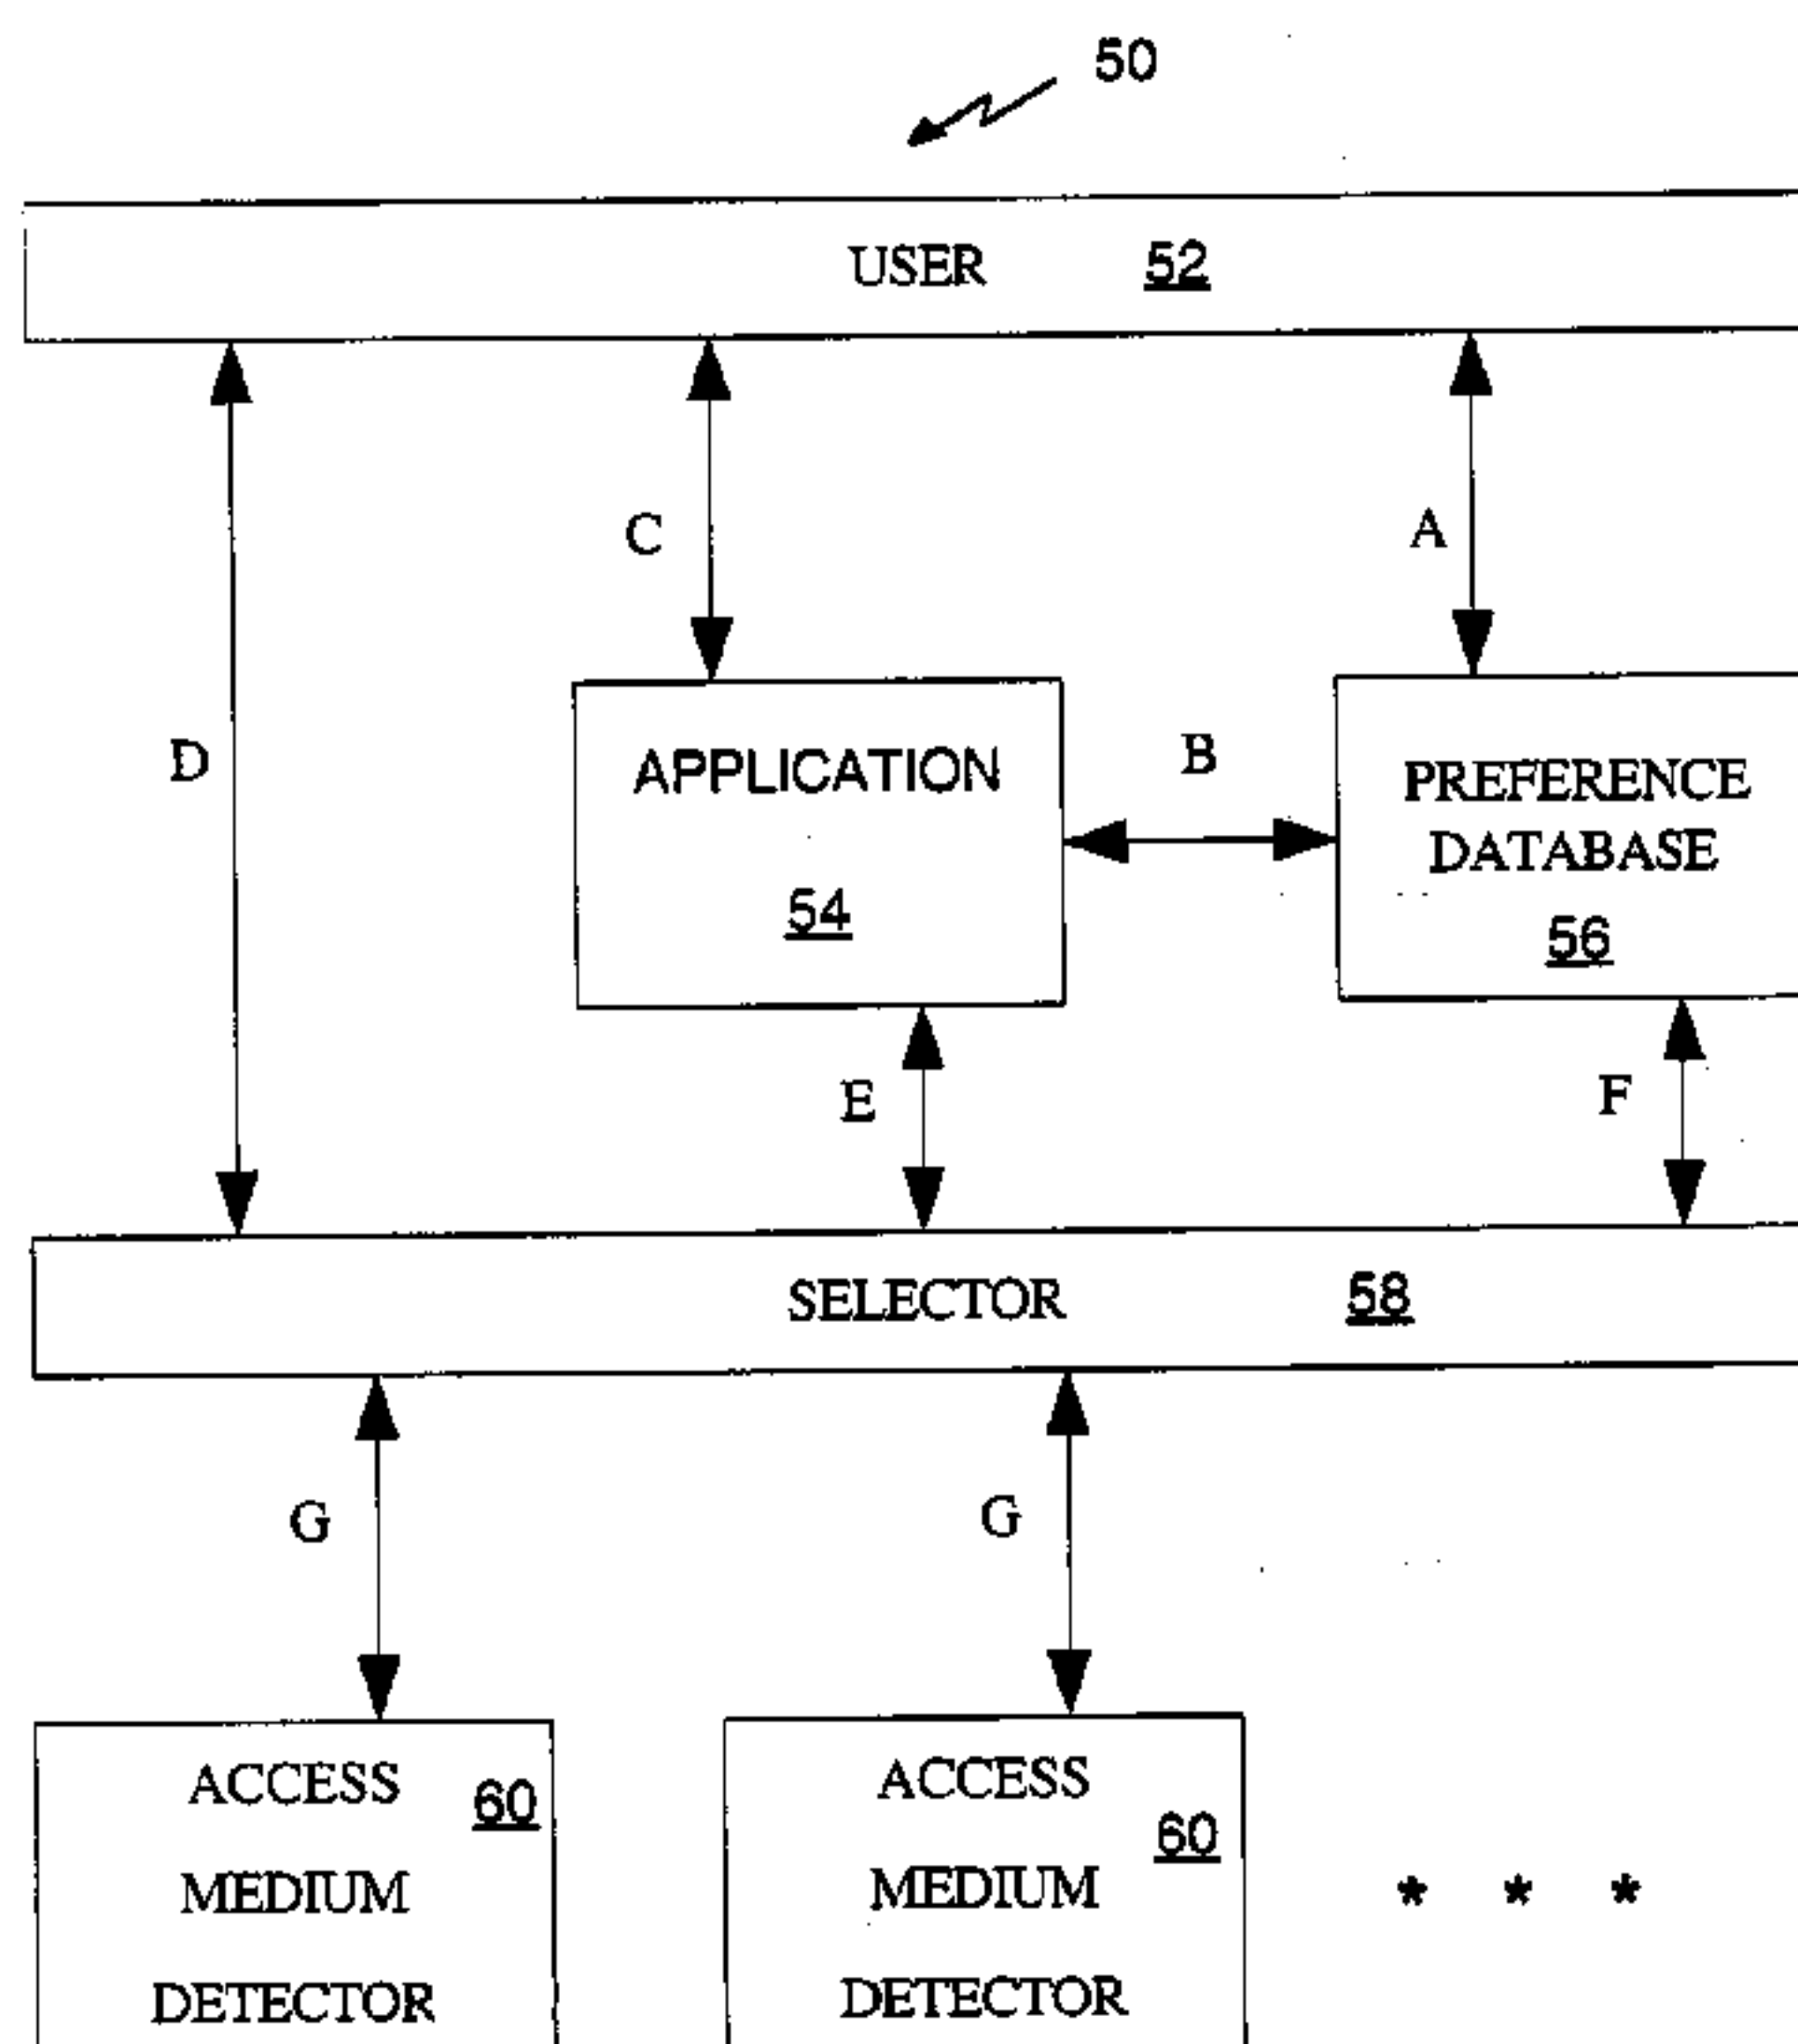 50
USER 52
C
A
D
APPLICATION
54
B
PREFERENCE
DATABASE
56
E
F
SELECTOR 58
G
G
ACCESS
MEDIUM
DETECTOR
60
ACCESS
MEDIUM
DETECTOR
60
* * *